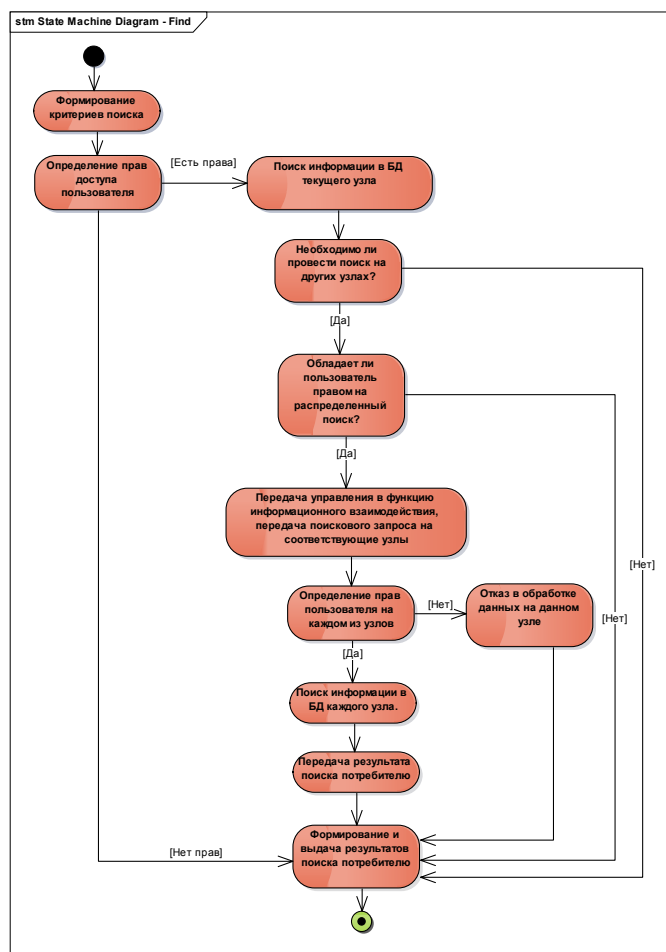 stm State Machine Diagram - Find
Формирование
критериев поиска
Определение прав
доступа
пользователя
[Есть права]
Поиск информации в БД
текущего узла
Необходимо ли
провести поиск на
других узлах?
[Да]
Обладает ли
пользователь
правом на
распределенный
поиск?
[Да]
Передача управления в функцию
информационного взаимодействия,
передача поискового запроса на
соответствующие узлы
[Нет]
Определение прав
пользователя на
каждом из узлов
[Нет]
Отказ в обработке
данных на данном
узле
[Нет]
[Да]
Поиск информации в
БД каждого узла.
Передача результата
поиска потребителю
Формирование и
выдача результатов
поиска потребителю
[Нет прав]